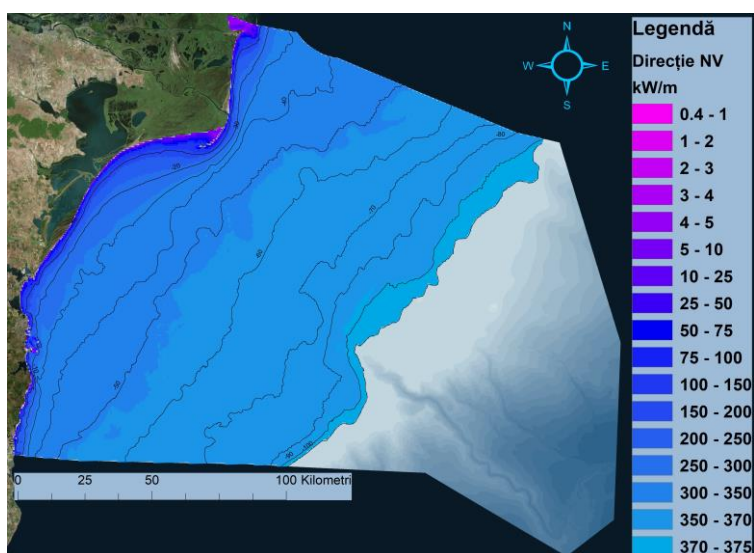 Legendă
Direcție NV
kW/m
0.4 - 1
1 - 2
2 - 3
3 - 4
4 - 5
5 - 10
10 - 25
25 - 50
50 - 75
75 - 100
100 - 150
150 - 200
200 - 250
250 - 300
300 - 350
350 - 370
370 - 375
N
W
E
S
0
25
50
100 Kilometri
-90
-100